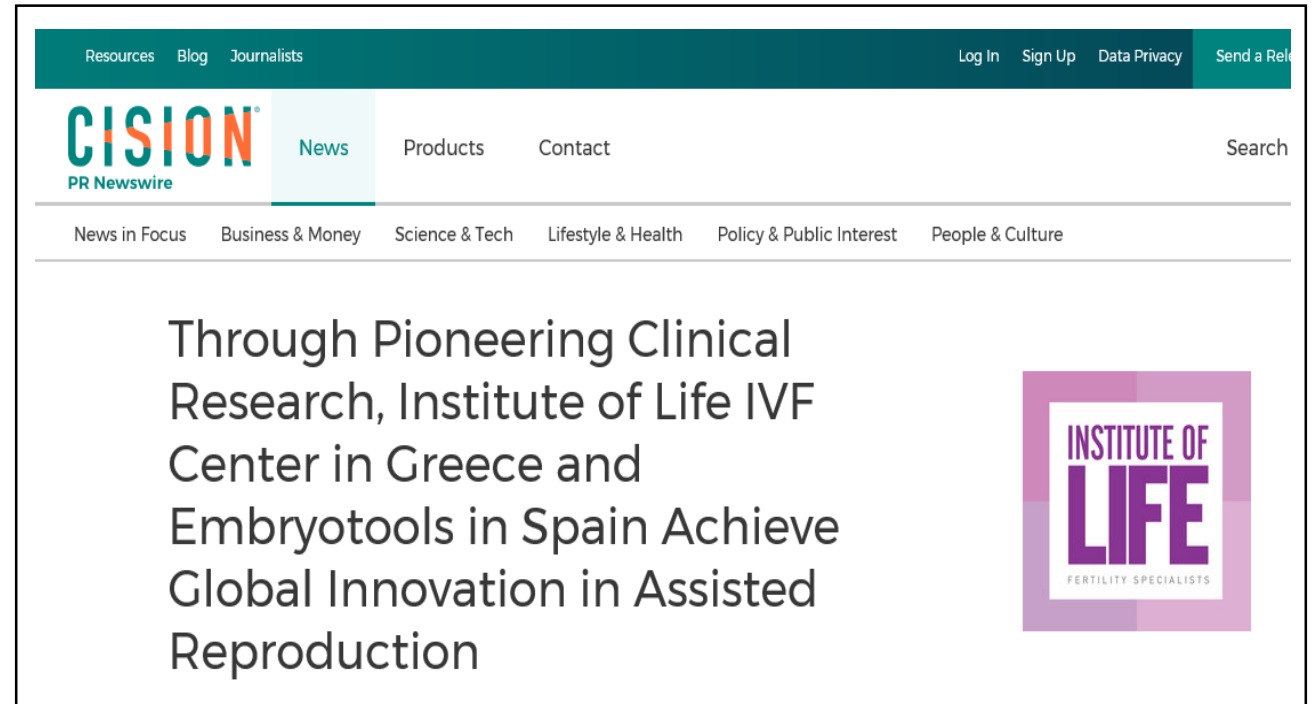 Resources Blog Journalists Log In Sign Up Data Privacy Send a Rele
CISION®
PR Newswire
News Products Contact Search
News in Focus Business & Money Science & Tech Lifestyle & Health Policy & Public Interest People & Culture
Through Pioneering Clinical
Research, Institute of Life IVF
Center in Greece and
Embryotools in Spain Achieve
Global Innovation in Assisted
Reproduction
INSTITUTE OF
LIFE
FERTILITY SPECIALISTS